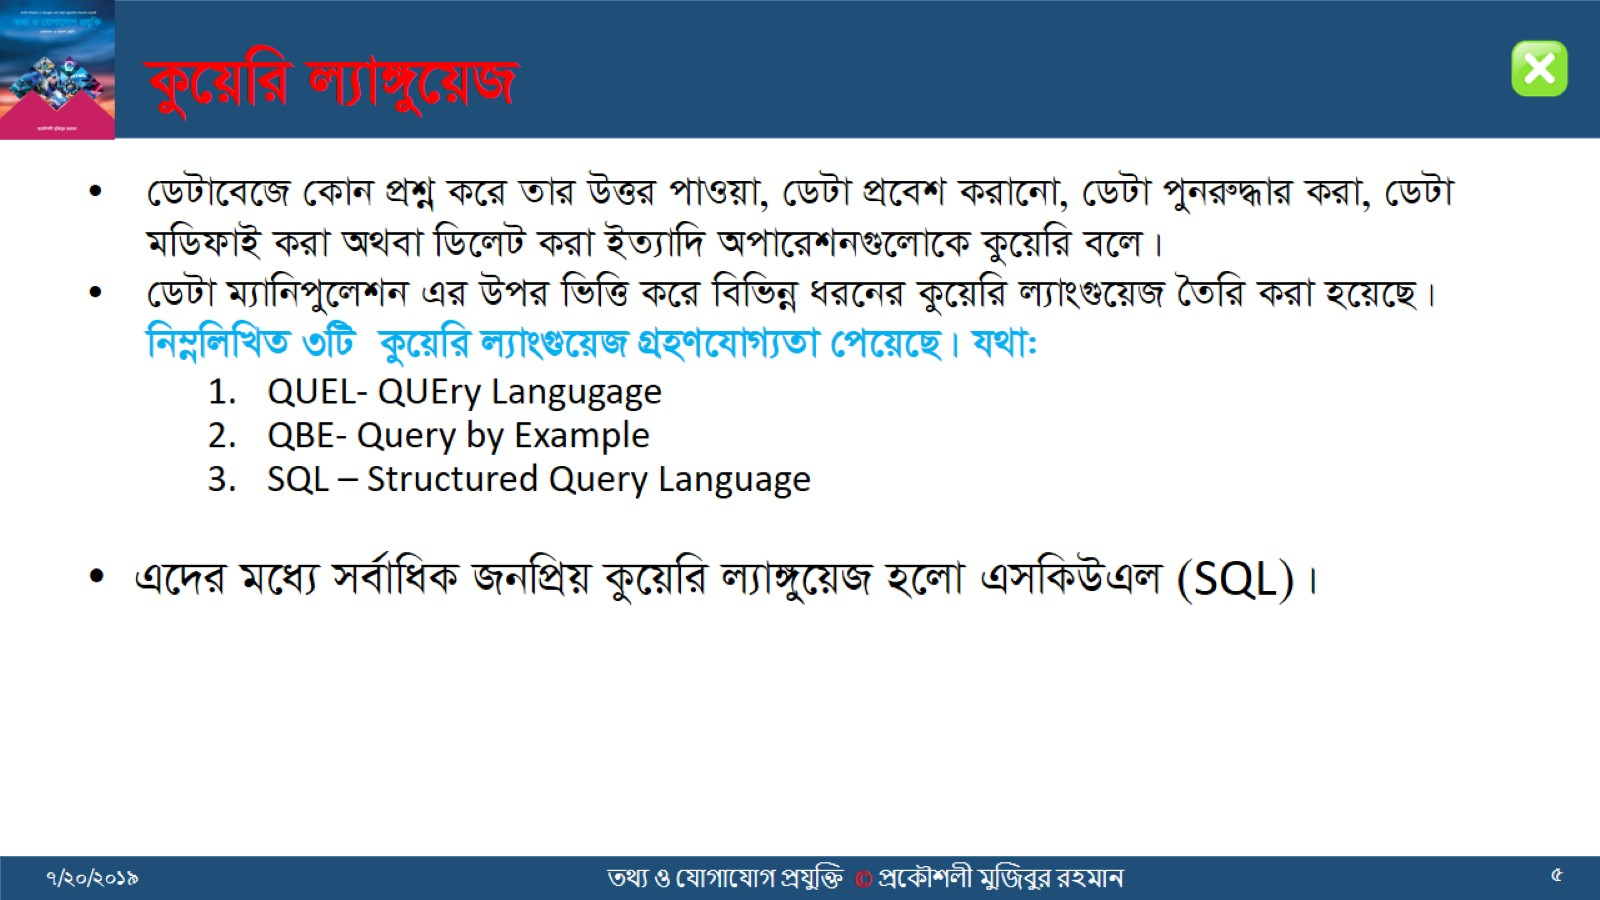 তথ্য ও যোগাযোগ প্রযুক্তি
কুয়েরি ল্যাঙ্গুয়েজ
• ডেটাবেজে কোন প্রশ্ন করে তার উত্তর পাওয়া, ডেটা প্রবেশ করানো, ডেটা পুনরুদ্ধার করা, ডেটা
মডিফাই করা অথবা ডিলেট করা ইত্যাদি অপারেশনগুলোকে কুয়েরি বলে।
• ডেটা ম্যানিপুলেশন এর উপর ভিত্তি করে বিভিন্ন ধরনের কুয়েরি ল্যাংগুয়েজ তৈরি করা হয়েছে।
নিম্নলিখিত ৩টি কুয়েরি ল্যাংগুয়েজ গ্রহণযোগ্যতা পেয়েছে। যথা:
1. QUEL- QUEry Langugage
2. QBE- Query by Example
3. SQL – Structured Query Language
• এদের মধ্যে সর্বাধিক জনপ্রিয় কুয়েরি ল্যাঙ্গুয়েজ হলো এসকিউএল (SQL)।
৭/২০/২০১৯
তথ্য ও যোগাযোগ প্রযুক্তি © প্রকৌশলী মুজিবুর রহমান
৫